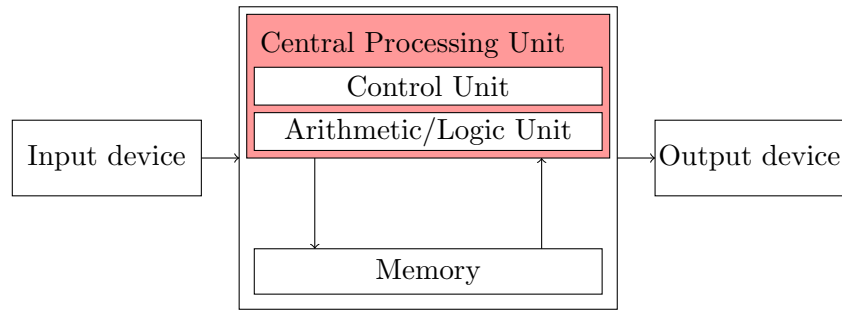 Central Processing Unit
Control Unit
Arithmetic/Logic Unit
Input device
Output device
Memory